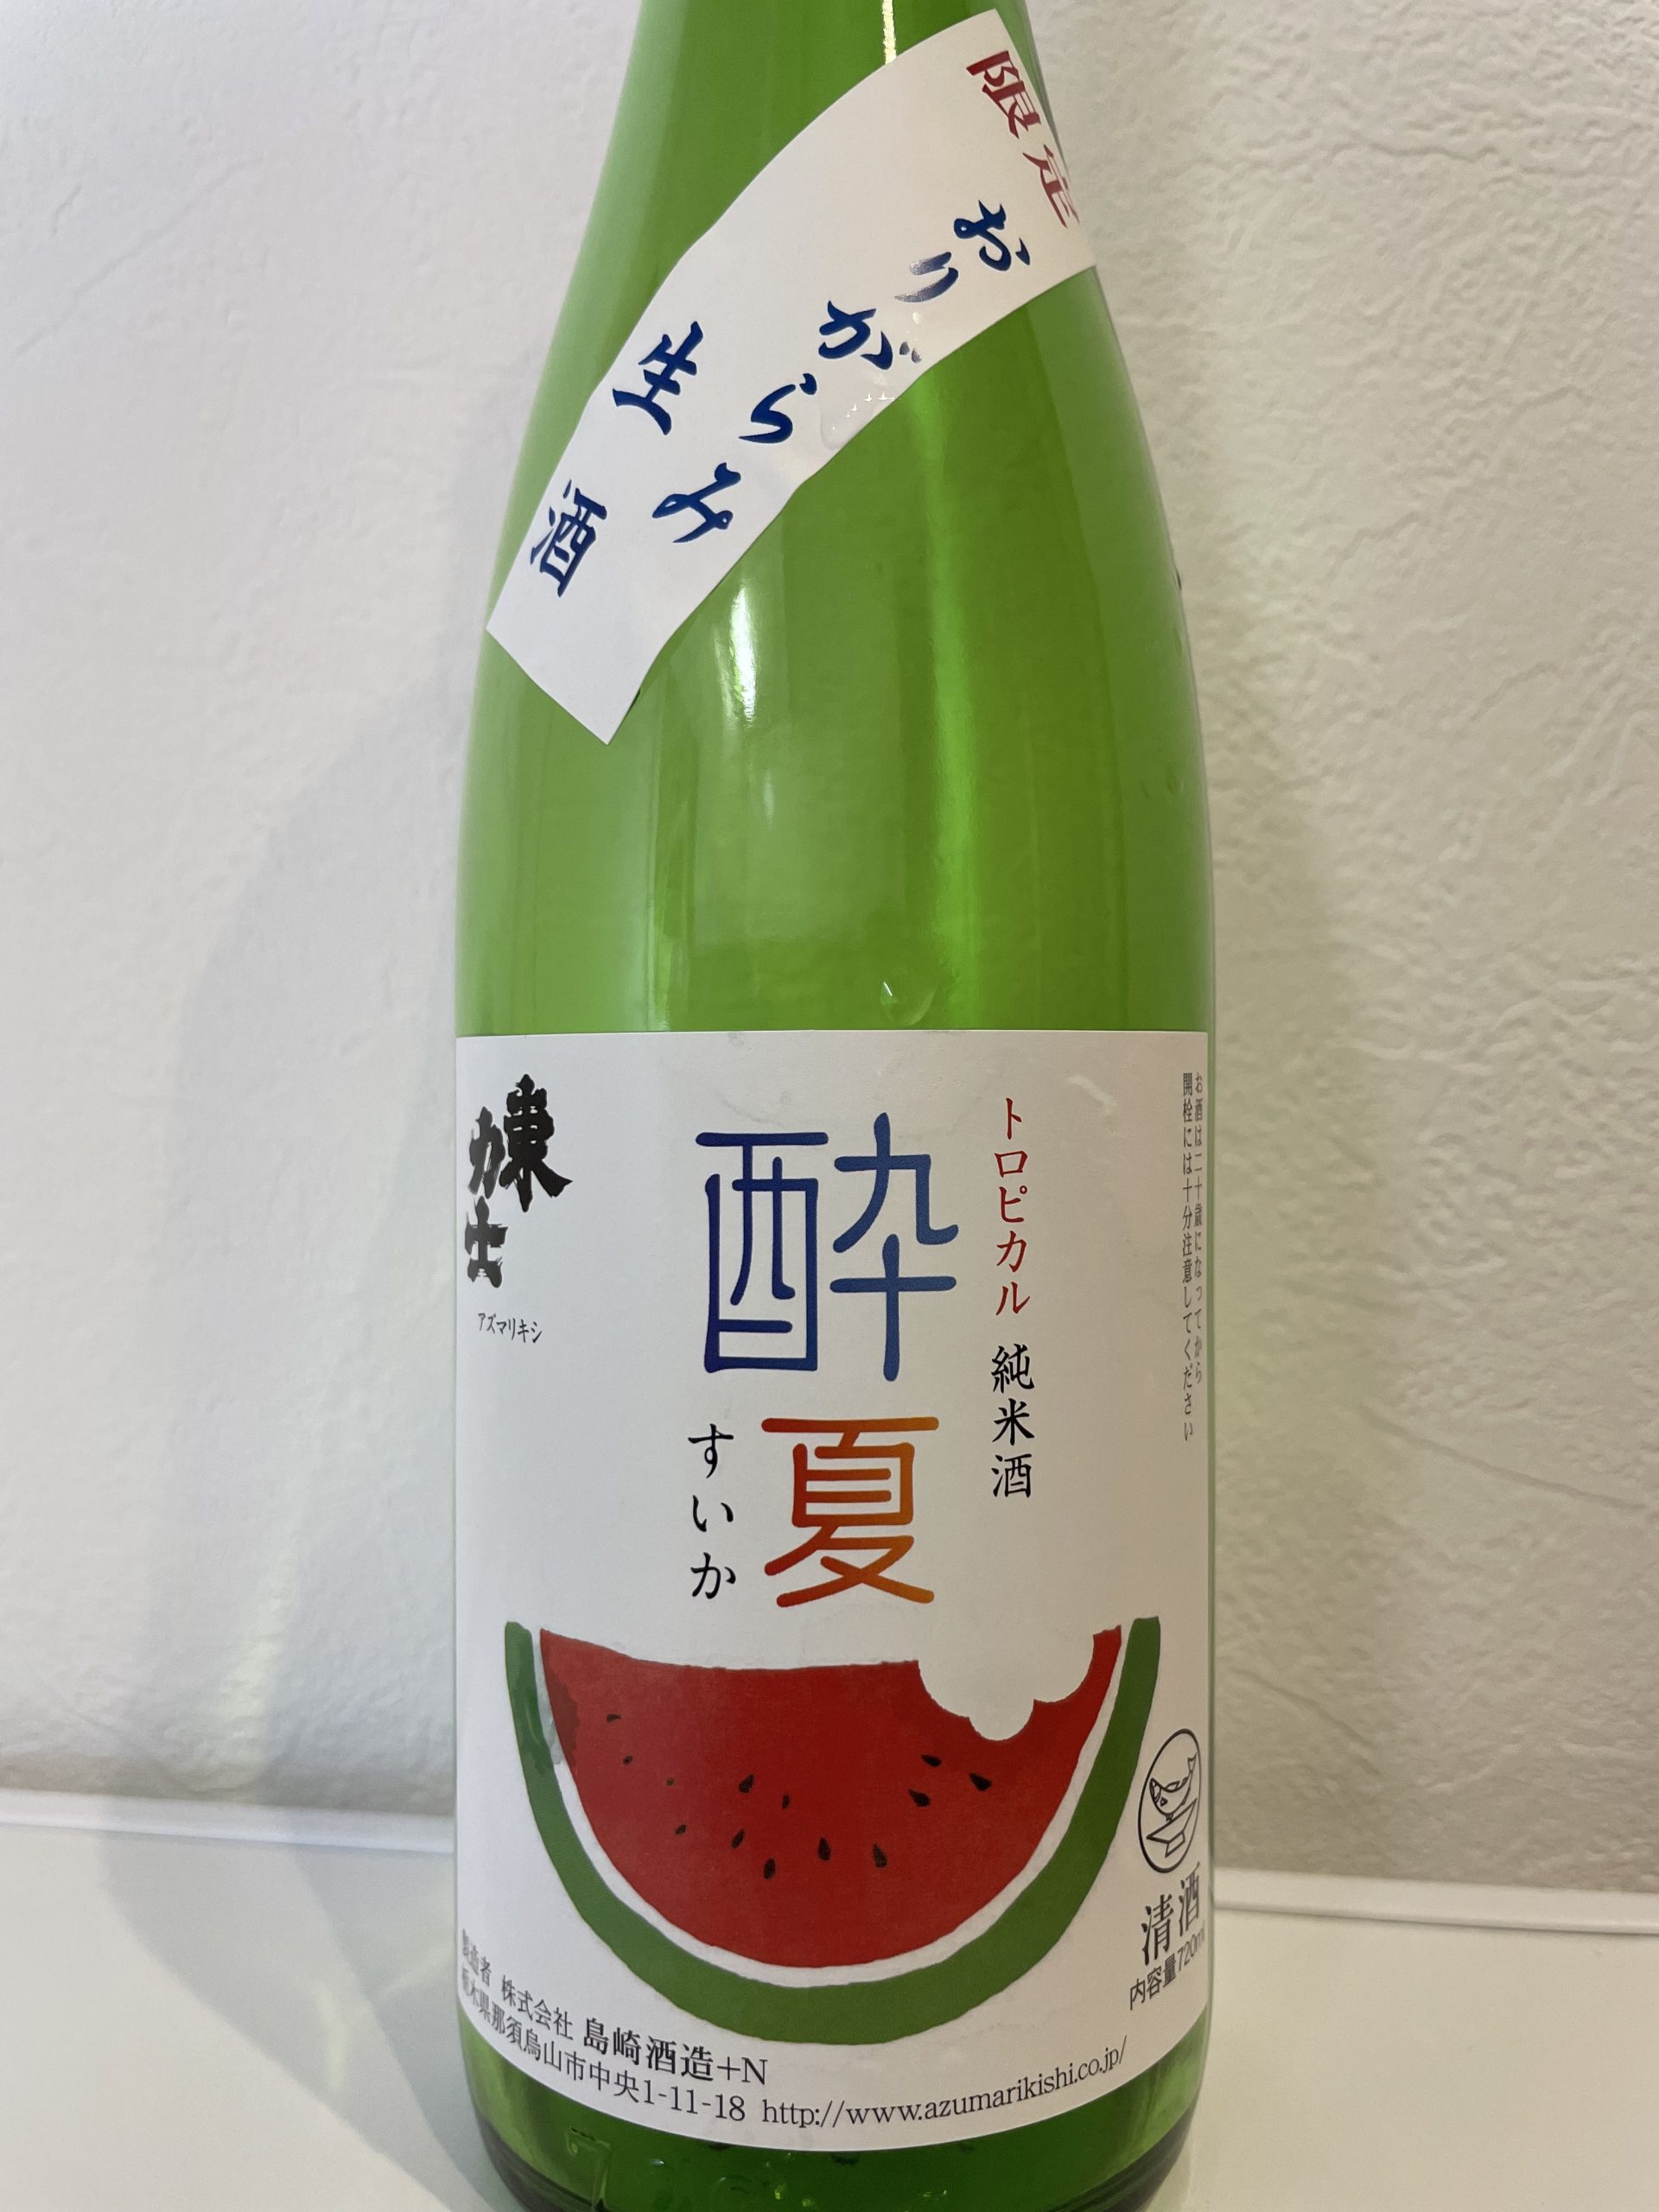 限定
おりがらみ
生酒
お酒は二十歳になってから
開栓には十分注意してください
トロピカル 純米酒
酔夏
すいか
東力士
アズマリキシ
清酒
内容量720ml
製造者 株式会社 島崎酒造+N
栃木県那須烏山市中央1-11-18 http://www.azumarikishi.co.jp/